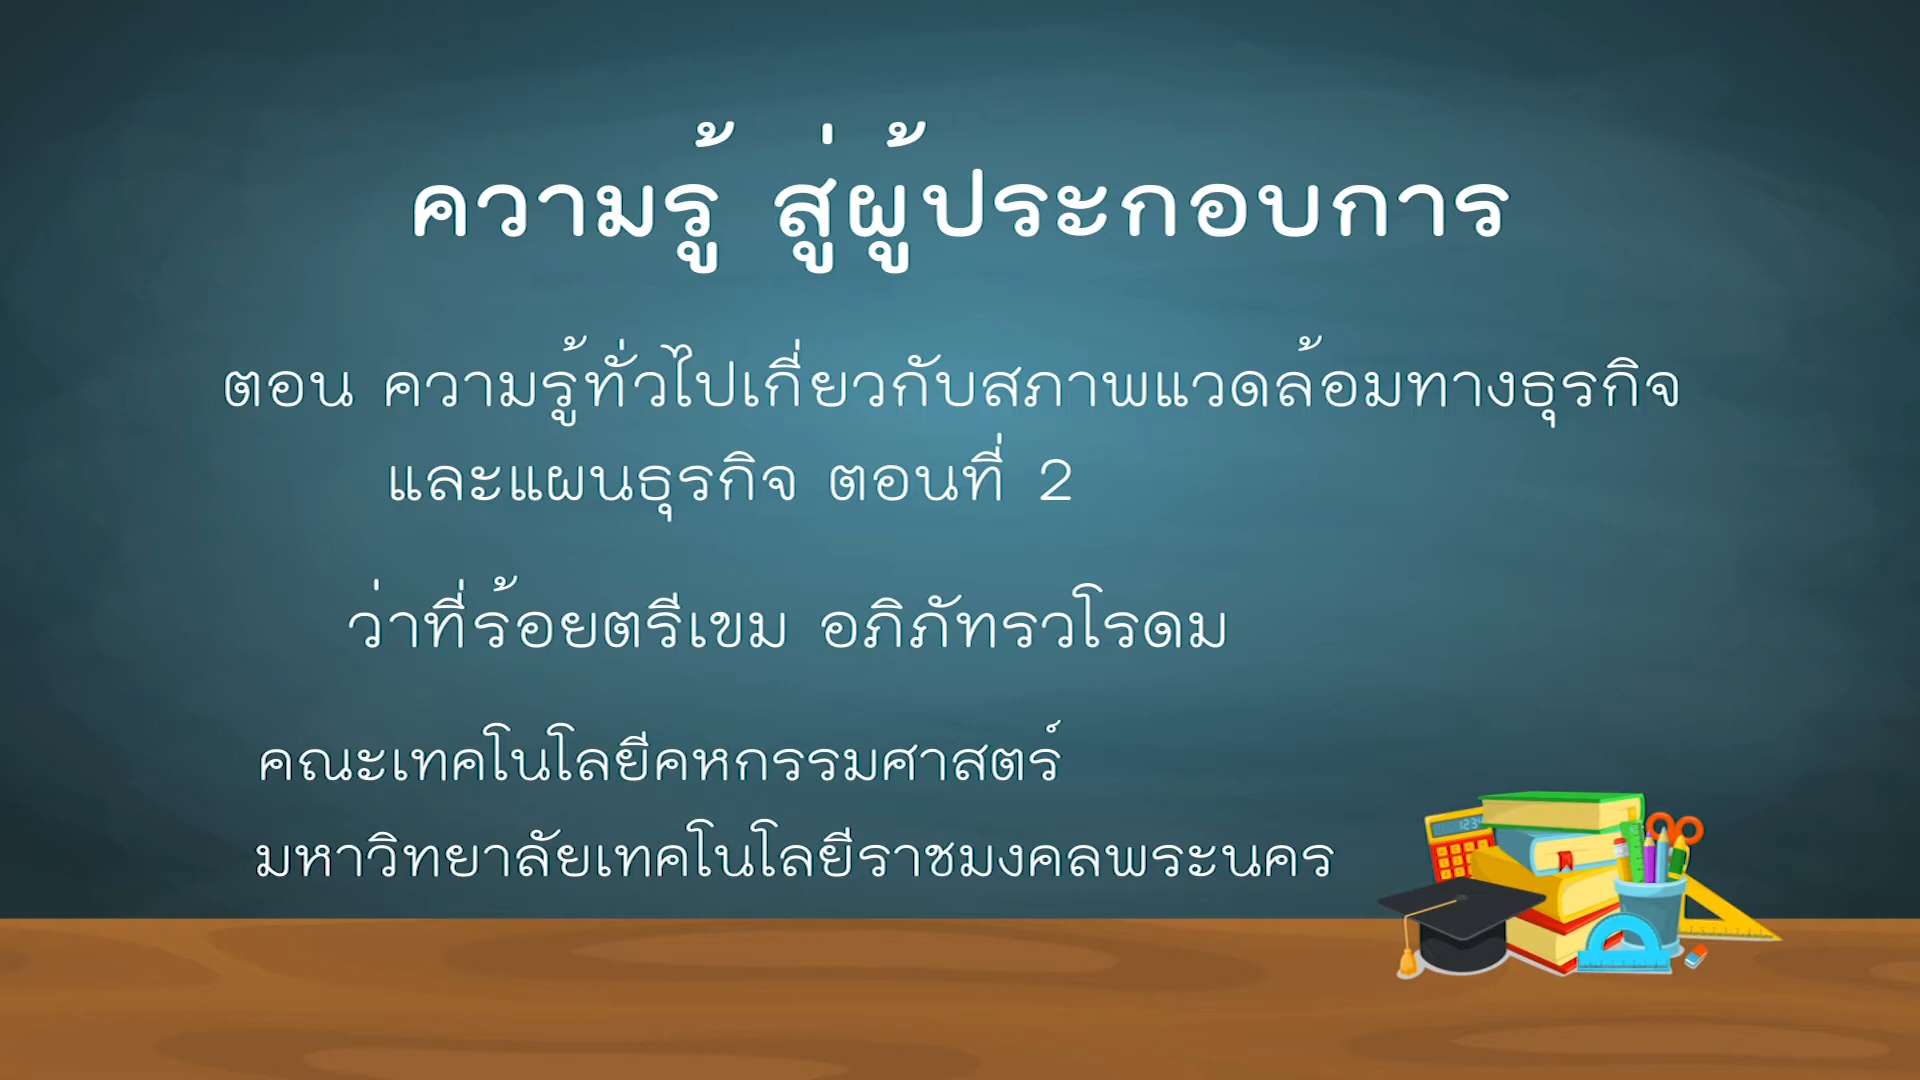 ความรู้ สู่ผู้ประกอบการ
ตอน ความรู้ทั่วไปเกี่ยวกับสภาพแวดล้อมทางธุรกิจ
และแผนธุรกิจ ตอนที่ 2
ว่าที่ร้อยตรีเขม อภิภัทรวโรดม
คณะเทคโนโลยีคหกรรมศาสตร์
มหาวิทยาลัยเทคโนโลยีราชมงคลพระนคร
1234